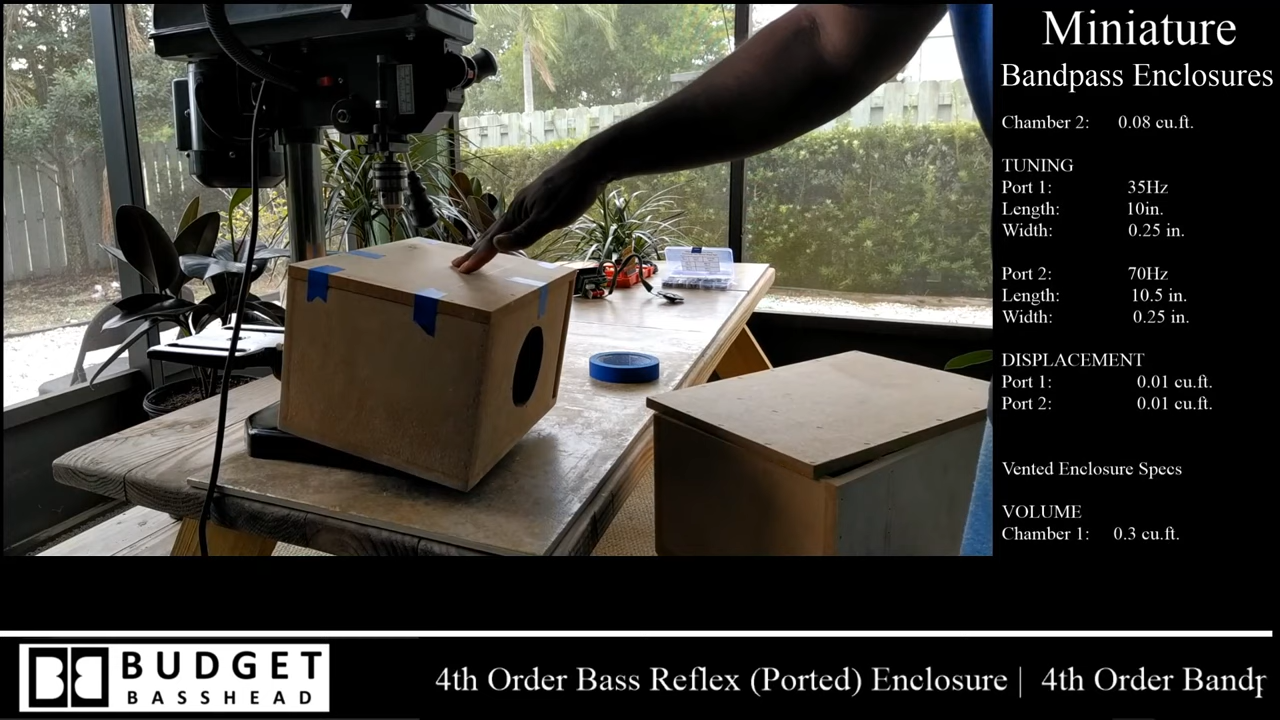 Miniature
Bandpass Enclosures
Chamber 2: 0.08 cu.ft.
TUNING
Port 1: 35Hz
Length: 10in.
Width: 0.25 in.
Port 2: 70Hz
Length: 10.5 in.
Width: 0.25 in.
DISPLACEMENT
Port 1: 0.01 cu.ft.
Port 2: 0.01 cu.ft.
Vented Enclosure Specs
VOLUME
Chamber 1: 0.3 cu.ft.
BUDGET
BASSHEAD
4th Order Bass Reflex (Ported) Enclosure | 4th Order